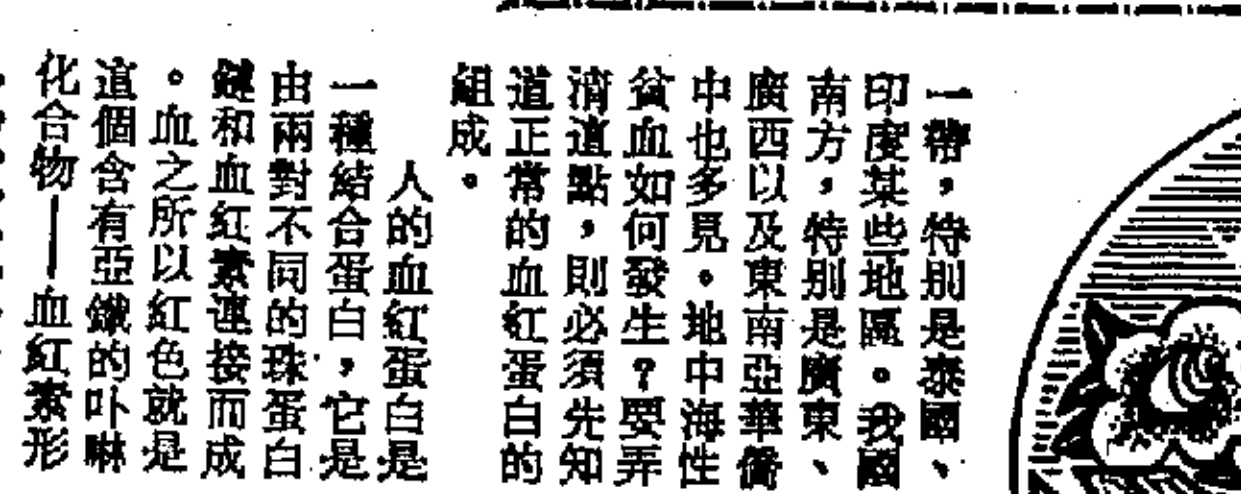 一帶，特別是泰國、
印度某些地區。我國
南方，特別是廣東、
廣西以及東南亞華僑
中也多見。地中海性
貧血如何發生？要弄
清這點，則必須先知
道正常的血紅蛋白的
組成。
人的血紅蛋白是
一種結合蛋白，它是
由兩對不同的珠蛋白
鏈和血紅素連接而成
。血之所以紅色就是
這個含有亞鐵的卟啉
化合物——血紅素形